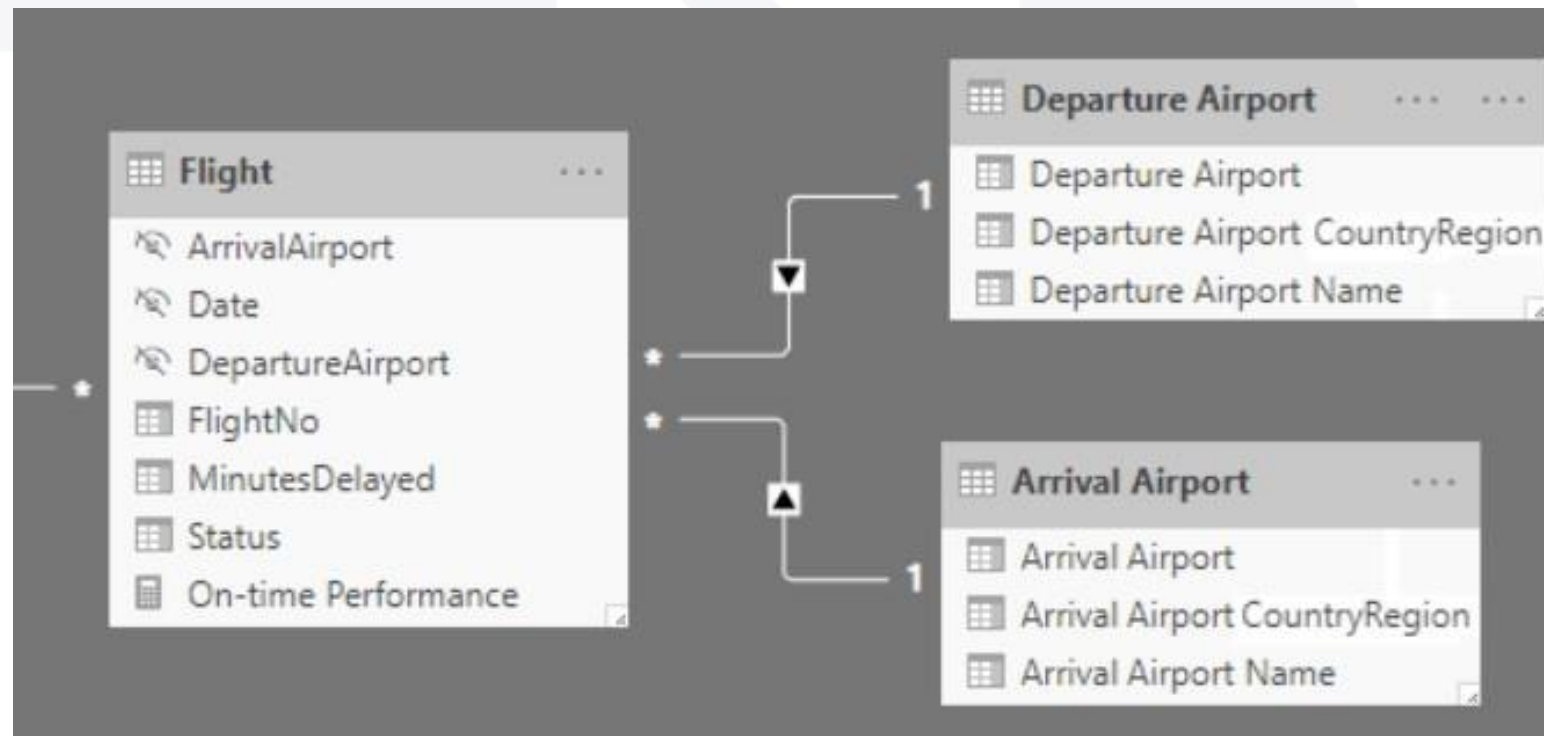 Flight
ArrivalAirport
Date
DepartureAirport
FlightNo
MinutesDelayed
Status
On-time Performance
*
*
*
1
Departure Airport
Departure Airport
Departure Airport CountryRegion
Departure Airport Name
1
Arrival Airport
Arrival Airport
Arrival Airport CountryRegion
Arrival Airport Name